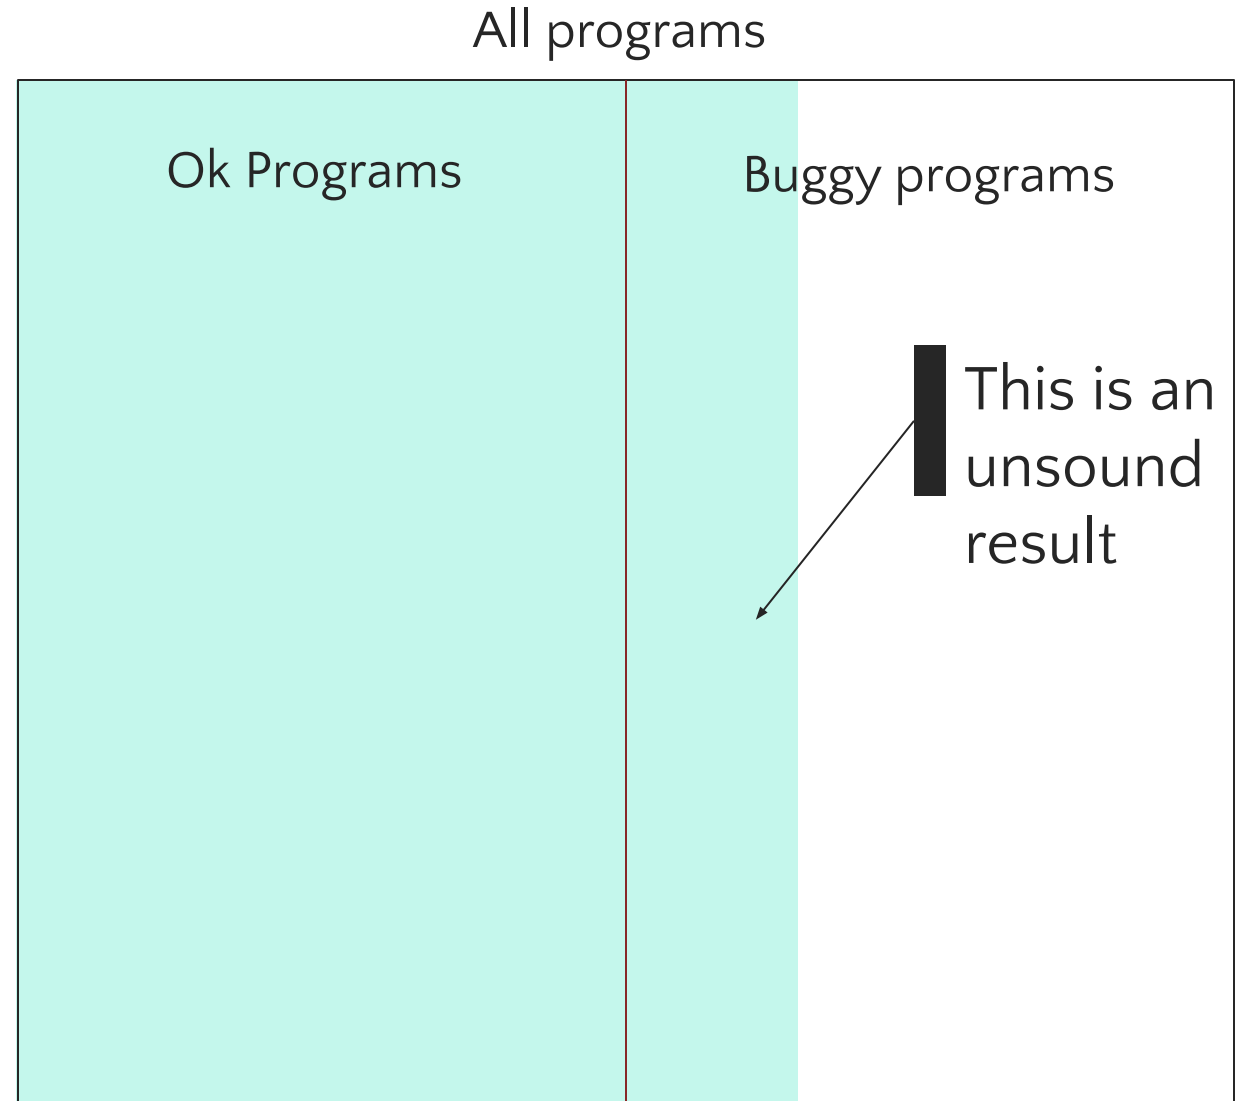 All programs
Ok Programs
Buggy programs
This is an
unsound
result